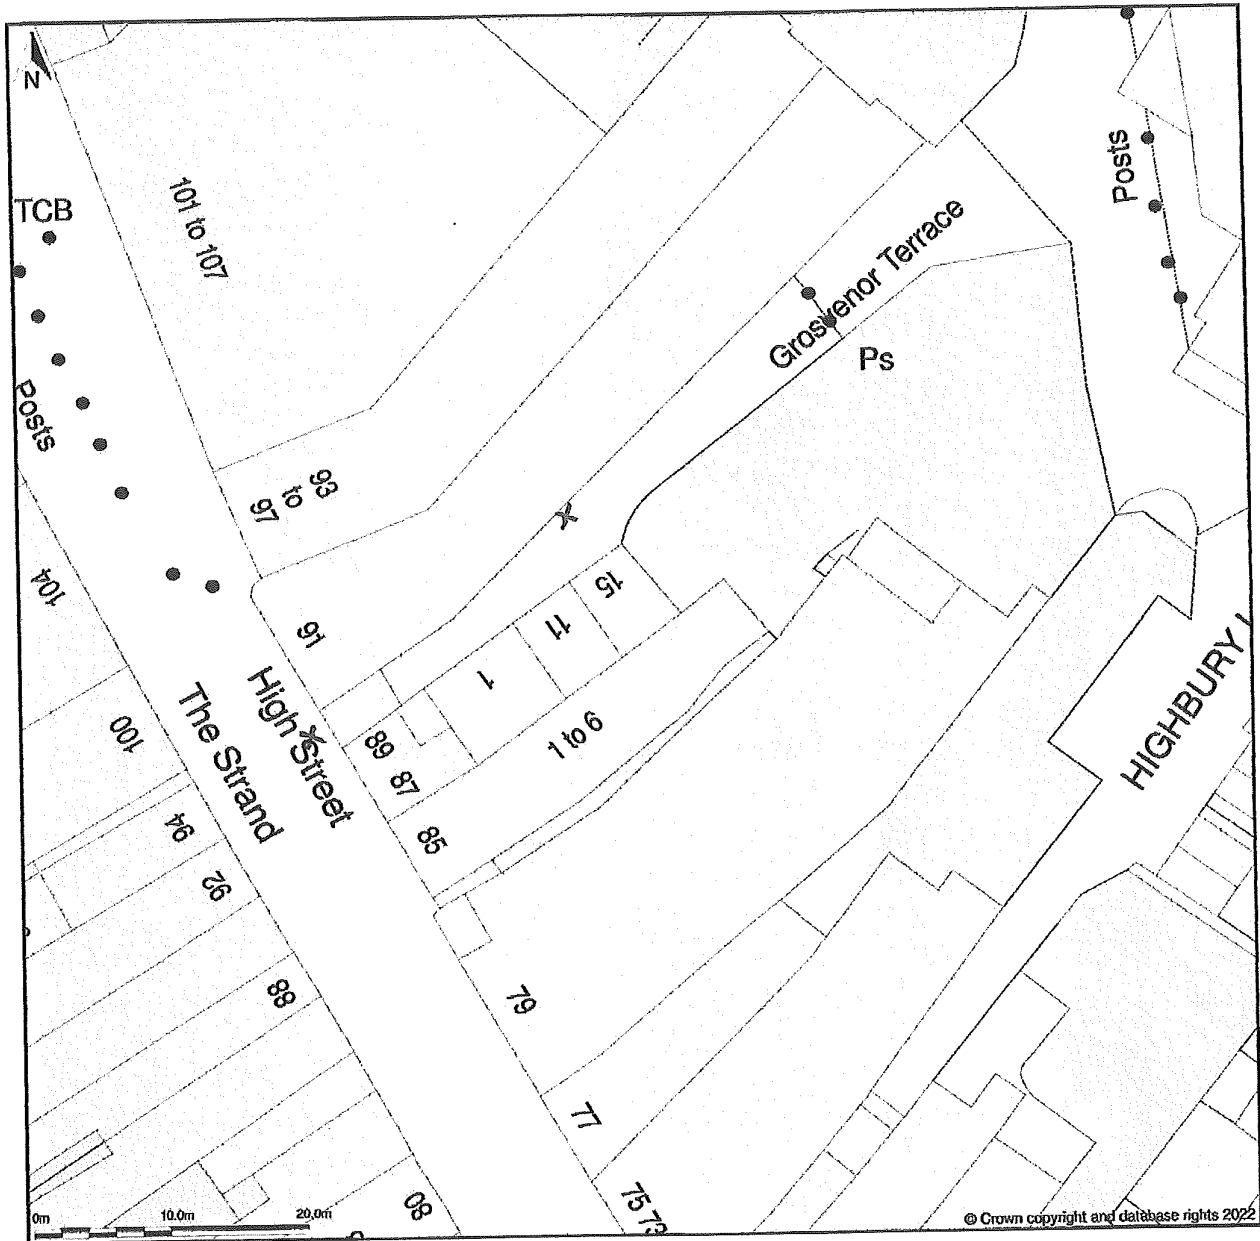 N
TCB
Posts
101 to 107
Posts
Grosvenor Terrace
Ps
93
to
97
104
91
15
11
1
1 to 6
HIGHBURY
High Street
The Strand
100
89
87
85
94
92
88
79
77
75 73
80
0m 10.0m 20.0m
© Crown copyright and database rights 2022